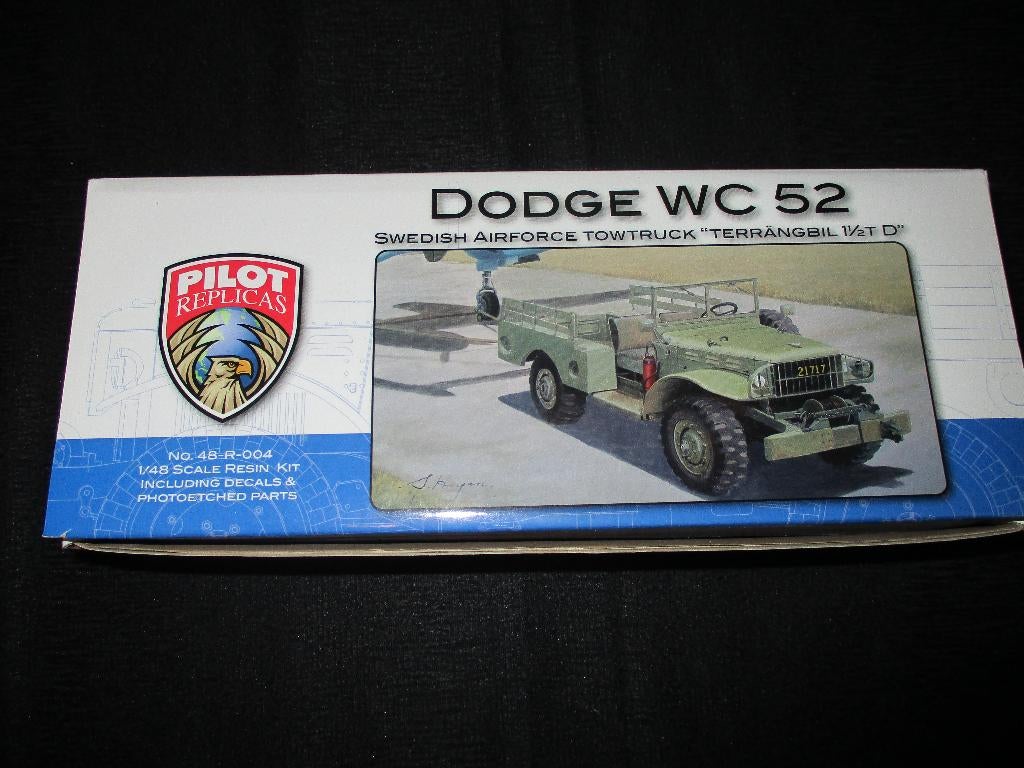 DODGE WC 52
SWEDISH AIRFORCE TOWTRUCK "TERRÄNGBIL 1½T D"
PILOT
REPLICAS
21717
No. 48-R-004
1/48 SCALE RESIN KIT
INCLUDING DECALS &
PHOTOETCHED PARTS